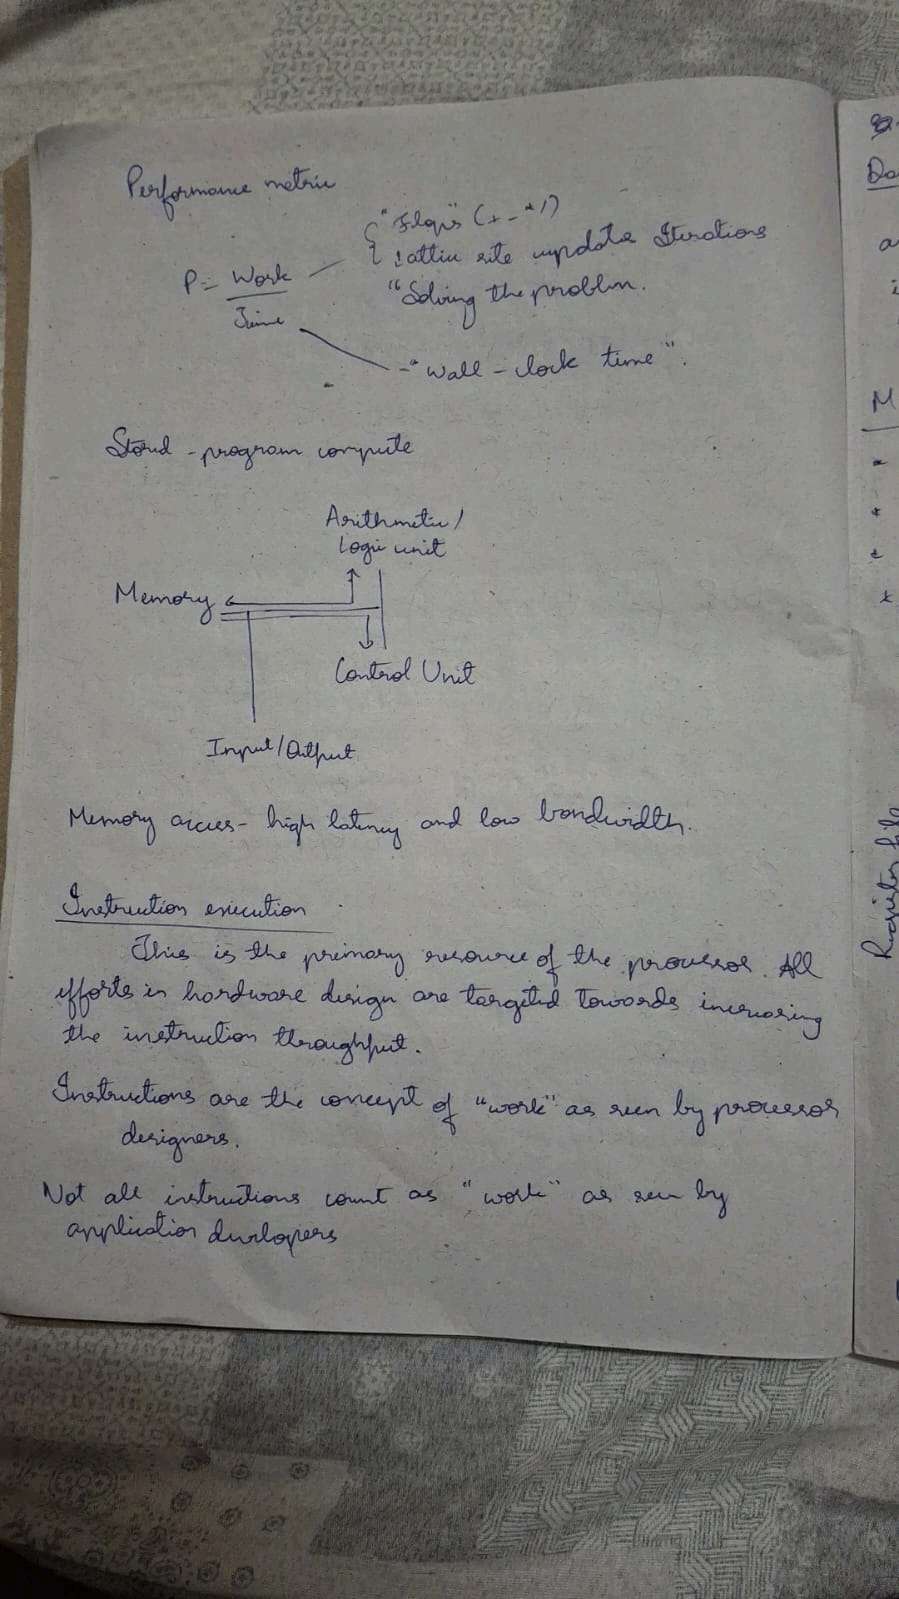 Performance metric
"Flops" (+ - * /)
lattice site updates Iterations
P = Work
Time
"Solving the problem.
- "Wall - clock time".
Stored - program compute
Arithmetic /
Logic unit
Memory
Control Unit
Input/Output
Memory access - high latency and low bandwidth.
Instruction execution
This is the primary resource of the processor. All
efforts in hardware design are targeted towards increasing
the instruction throughput.
Instructions are the concept of "work" as seen by processor
designers.
Not all instructions count as "work" as seen by
application developers
Register file